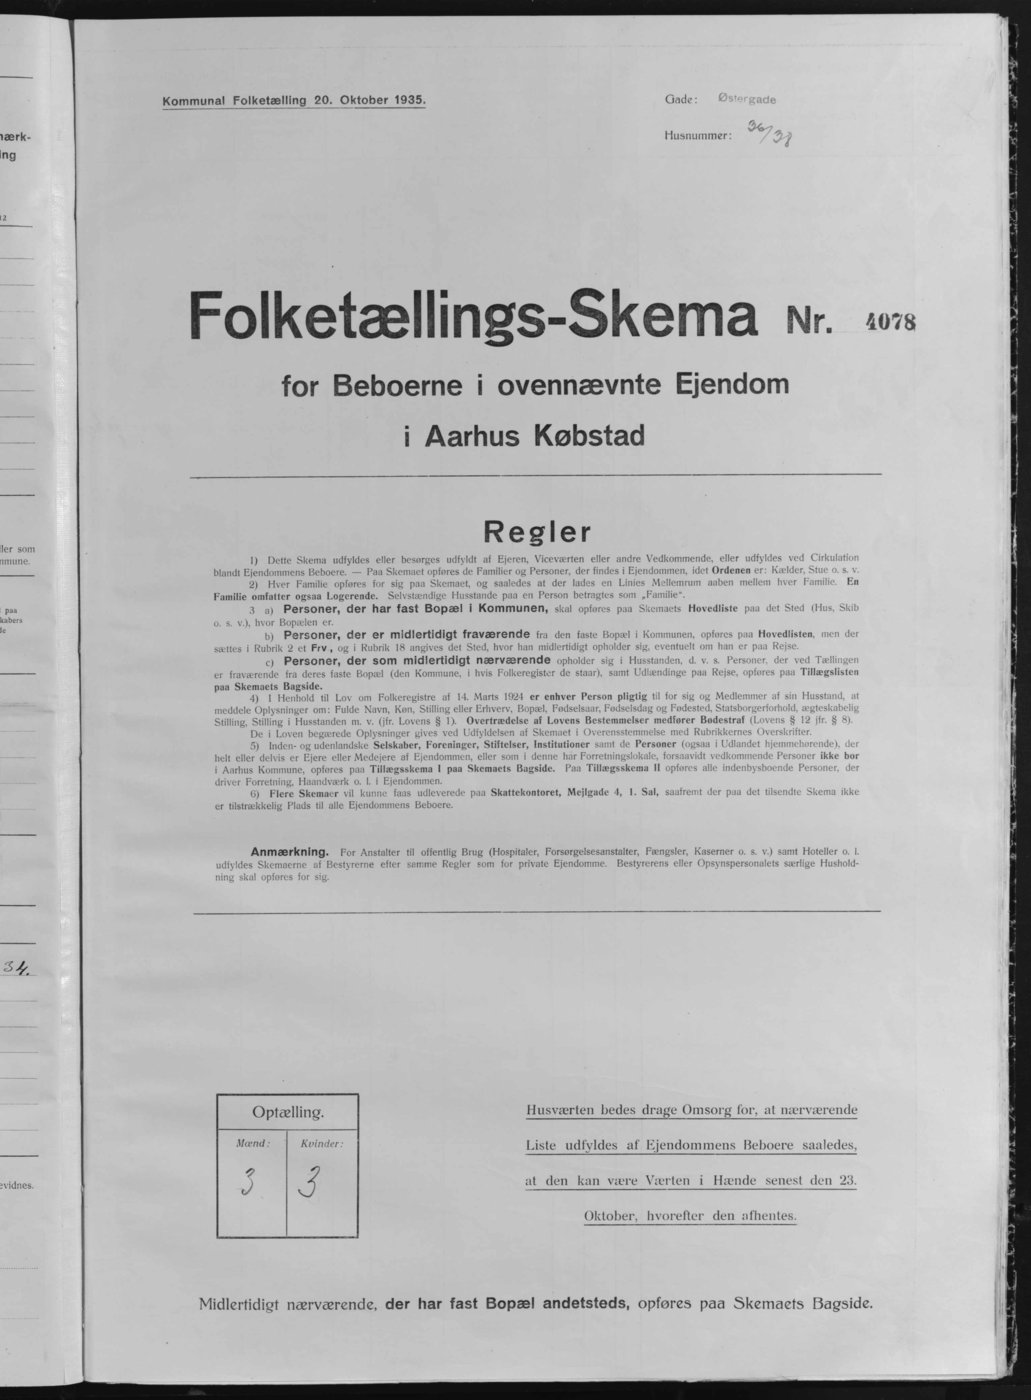 Kommunal Folketælling 20. Oktober 1935.
Gade: Østergade
Husnummer: 36/38
Folketællings-Skema Nr. 4078
for Beboerne i ovennævnte Ejendom
i Aarhus Købstad
Regler
1) Dette Skema udfyldes eller besørges udfyldt af Ejeren, Viceværten eller andre Vedkommende, eller udfyldes ved Cirkulation
blandt Ejendommens Beboere. — Paa Skemaet opføres de Familier og Personer, der findes i Ejendommen, idet Ordenen er: Kælder, Stue o. s. v.
2) Hver Familie opføres for sig paa Skemaet, og saaledes at der lades en Linies Mellemrum aaben mellem hver Familie. En
Familie omfatter ogsaa Logerende. Selvstændige Husstande paa en Person betragtes som „Familie“.
3 a) Personer, der har fast Bopæl i Kommunen, skal opføres paa Skemaets Hovedliste paa det Sted (Hus, Skib
o. s. v.), hvor Bopælen er.
b) Personer, der er midlertidigt fraværende fra den faste Bopæl i Kommunen, opføres paa Hovedlisten, men der
sættes i Rubrik 2 et Frv., og i Rubrik 18 angives det Sted, hvor han midlertidigt opholder sig, eventuelt om han er paa Rejse.
c) Personer, der som midlertidigt nærværende opholder sig i Husstanden, d. v. s. Personer, der ved Tællingen
er fraværende fra deres faste Bopæl (den Kommune, i hvis Folkeregister de staar), samt Udlændinge paa Rejse, opføres paa Tillægslisten
paa Skemaets Bagside.
4) I Henhold til Lov om Folkeregistre af 14. Marts 1924 er enhver Person pligtig til for sig og Medlemmer af sin Husstand, at
meddele Oplysninger om: Fulde Navn, Køn, Stilling eller Erhverv, Bopæl, Fødselsaar, Fødselsdag og Fødested, Statsborgerforhold, ægteskabelig
Stilling, Stilling i Husstanden m. v. (jfr. Lovens § 1). Overtrædelse af Lovens Bestemmelser medfører Bødestraf (Lovens § 12 jfr. § 8).
De i Loven begærede Oplysninger gives ved Udfyldelsen af Skemaet i Overensstemmelse med Rubrikkernes Overskrifter.
5) Inden- og udenlandske Selskaber, Foreninger, Stiftelser, Institutioner samt de Personer (ogsaa i Udlandet hjemmehørende), der
helt eller delvis er Ejere eller Medejere af Ejendommen, eller som i denne har Forretningslokale, forsaavidt vedkommende Personer ikke bor
i Aarhus Kommune, opføres paa Tillægsskema I paa Skemaets Bagside. Paa Tillægsskema II opføres alle indenbysboende Personer, der
driver Forretning, Haandværk o. l. i Ejendommen.
6) Flere Skemaer vil kunne faas udleverede paa Skattekontoret, Mejlgade 4, 1. Sal, saafremt der paa det tilsendte Skema ikke
er tilstrækkelig Plads til alle Ejendommens Beboere.
Anmærkning. For Anstalter til offentlig Brug (Hospitaler, Forsørgelsesanstalter, Fængsler, Kaserner o. s. v.) samt Hoteller o. l.
udfyldes Skemaerne af Bestyrerne efter samme Regler som for private Ejendomme. Bestyrerens eller Opsynspersonalets særlige Hushold-
ning skal opføres for sig.
Optælling.
Mænd: Kvinder:
3 3
Husværten bedes drage Omsorg for, at nærværende
Liste udfyldes af Ejendommens Beboere saaledes,
at den kan være Værten i Hænde senest den 23.
Oktober, hvorefter den afhentes.
Midlertidigt nærværende, der har fast Bopæl andetsteds, opføres paa Skemaets Bagside.